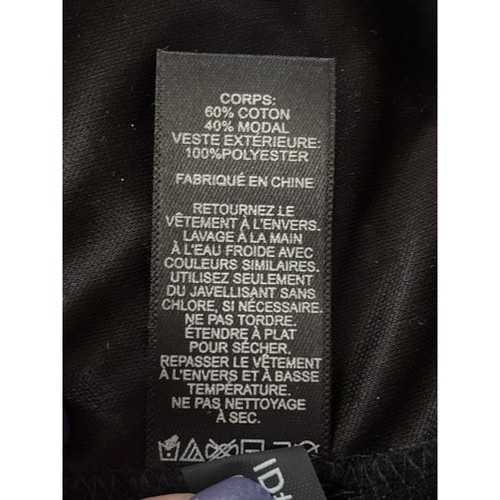 CORPS:
60% COTON
40% MODAL
VESTE EXTÉRIEURE:
100%POLYESTER
FABRIQUÉ EN CHINE
RETOURNEZ LE
VÊTEMENT À L'ENVERS.
LAVAGE À LA MAIN
À L'EAU FROIDE AVEC
COULEURS SIMILAIRES.
UTILISEZ SEULEMENT
DU JAVELLISANT SANS
CHLORE, SI NÉCESSAIRE.
NE PAS TORDRE.
ÉTENDRE À PLAT
POUR SÉCHER.
REPASSER LE VÊTEMENT
À L'ENVERS ET À BASSE
TEMPÉRATURE.
NE PAS NETTOYAGE
À SEC.